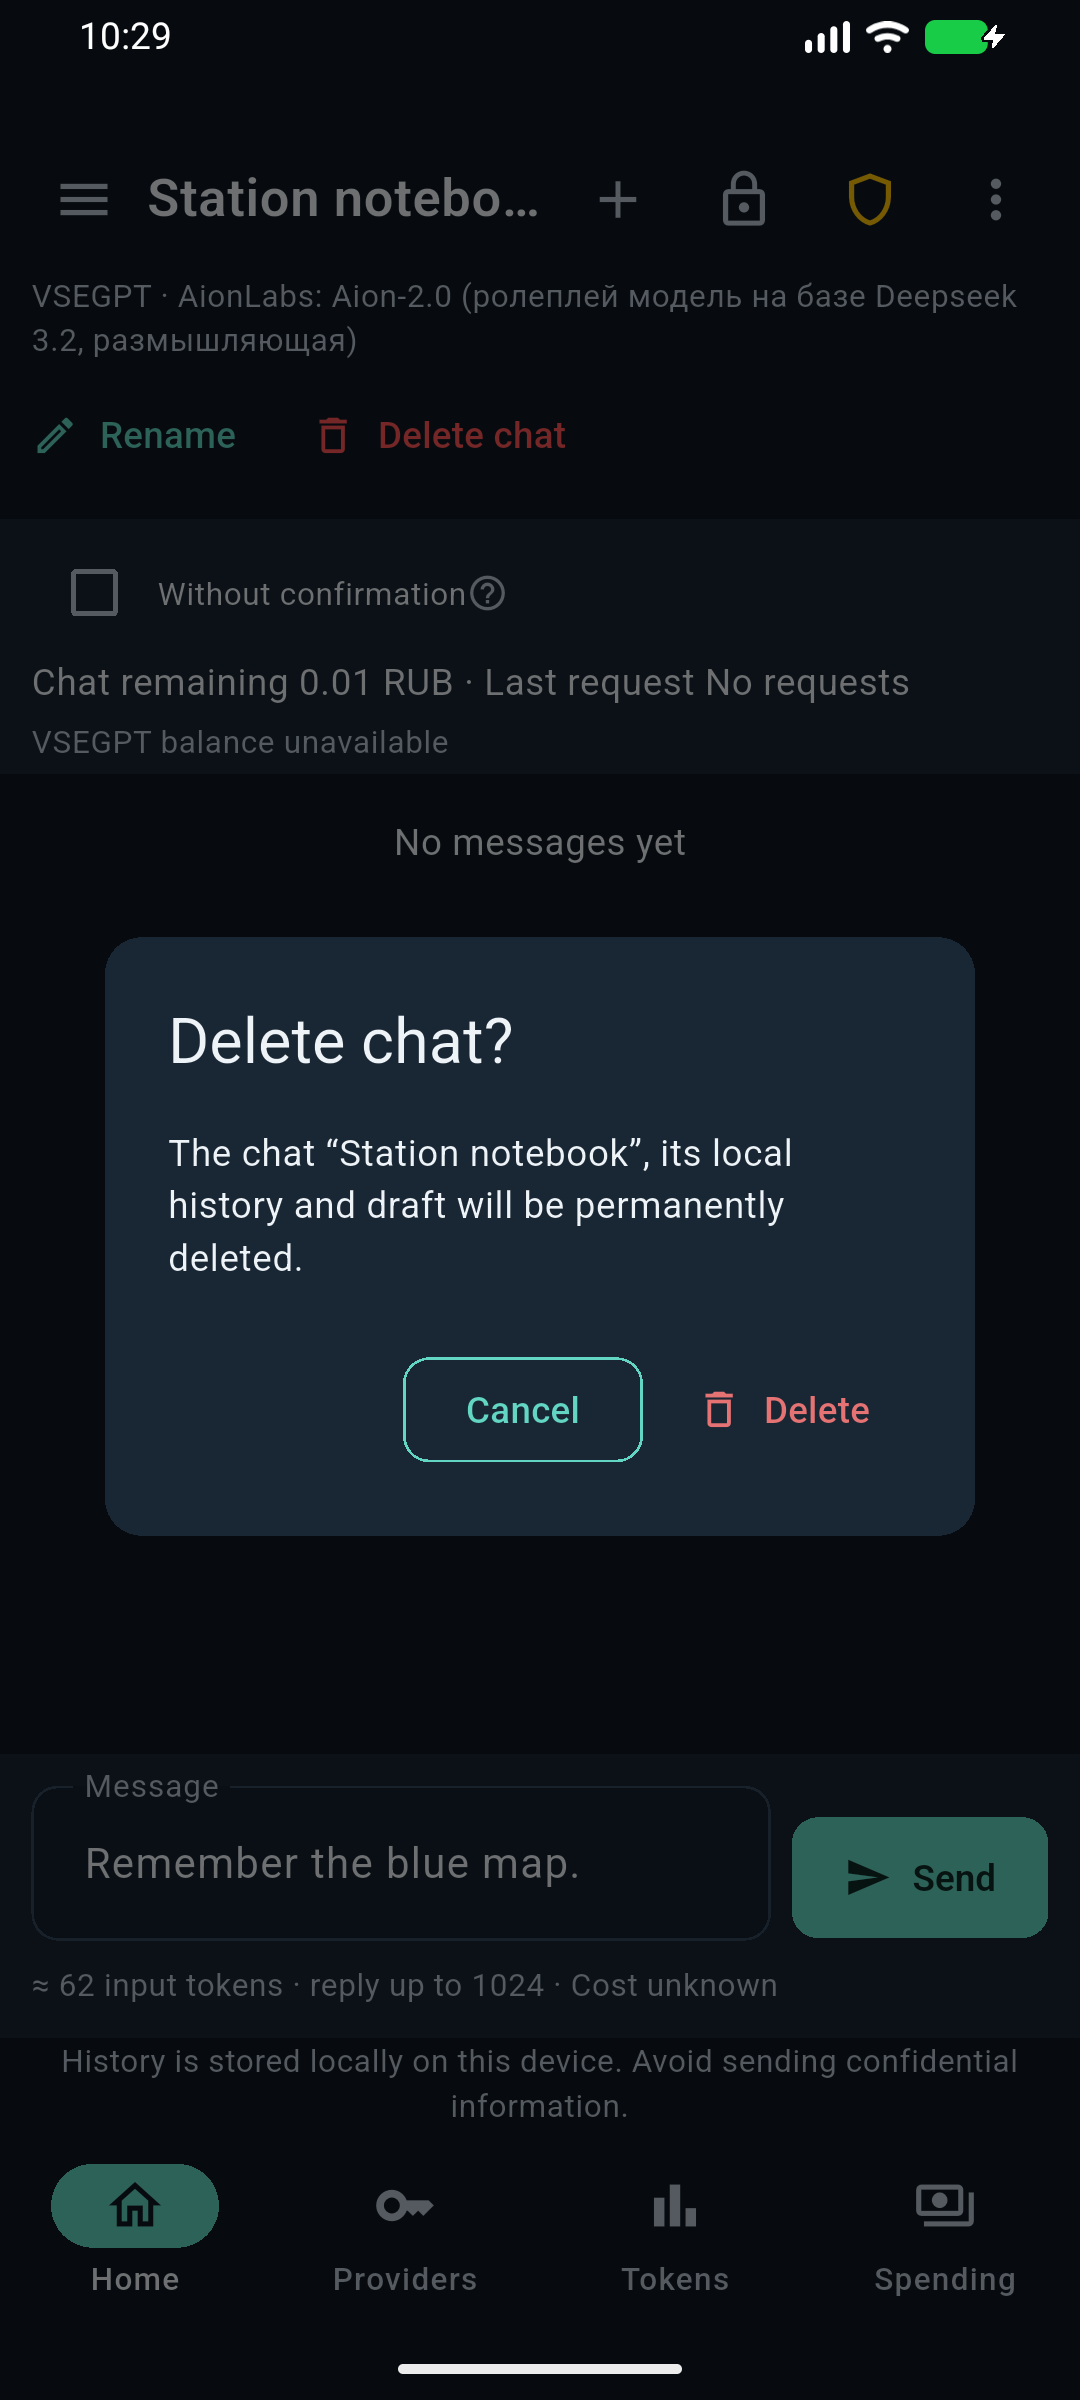 10:29
Station notebo...
VSEGPT · AionLabs: Aion-2.0 (ролеплей модель на базе Deepseek
3.2, размышляющая)
Rename
Delete chat
Without confirmation
Chat remaining 0.01 RUB · Last request No requests
VSEGPT balance unavailable
No messages yet
Delete chat?
The chat “Station notebook”, its local
history and draft will be permanently
deleted.
Cancel
Delete
Message
Remember the blue map.
Send
≈ 62 input tokens · reply up to 1024 · Cost unknown
History is stored locally on this device. Avoid sending confidential
information.
Home
Providers
Tokens
Spending